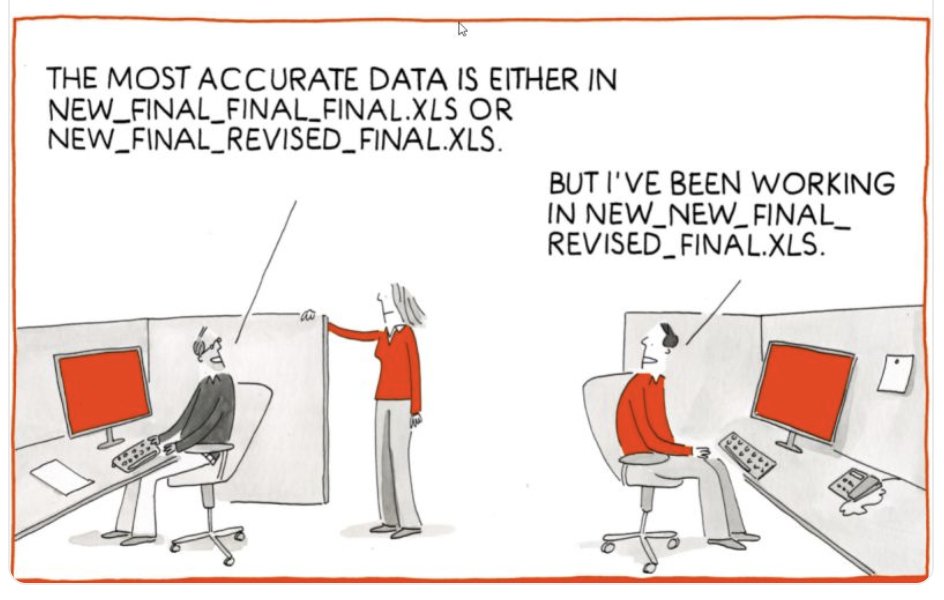 THE MOST ACCURATE DATA IS EITHER IN
NEW_FINAL_FINAL_FINAL.XLS OR
NEW_FINAL_REVISED_FINAL.XLS.
BUT I'VE BEEN WORKING
IN NEW_NEW_FINAL_
REVISED_FINAL.XLS.